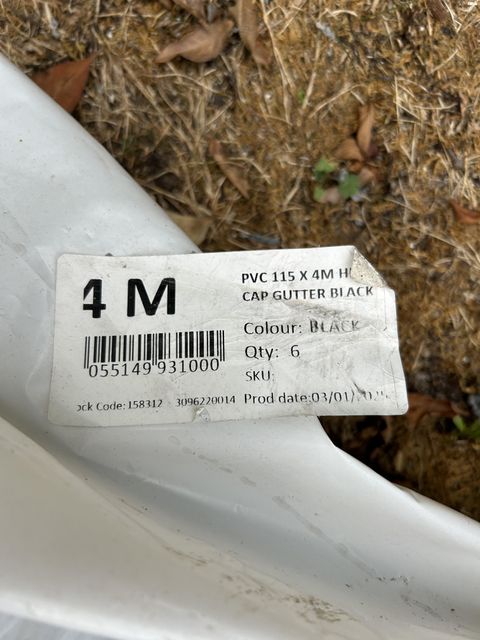 4 M
055149 931000
ock Code: 158312 - 3096220014
PVC 115 X 4M
CAP GUTTER BLACK
Colour: BLACK
Qty: 6
SKU:
Prod date: 03/01/